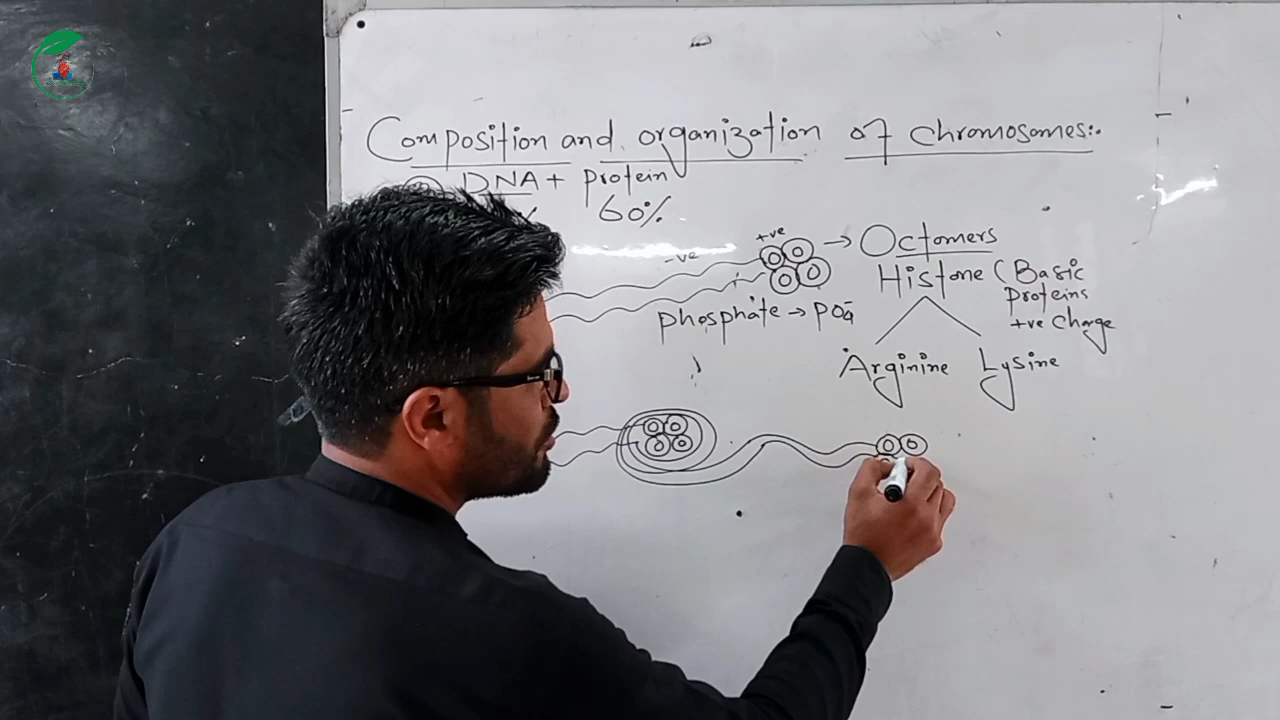 Composition and organization of chromosomes:.
DNA + protein
60%
+ve
-ve
→ Octomers
Histone (Basic
Proteins
+ve charge
phosphate → PO₄⁻
Arginine Lysine